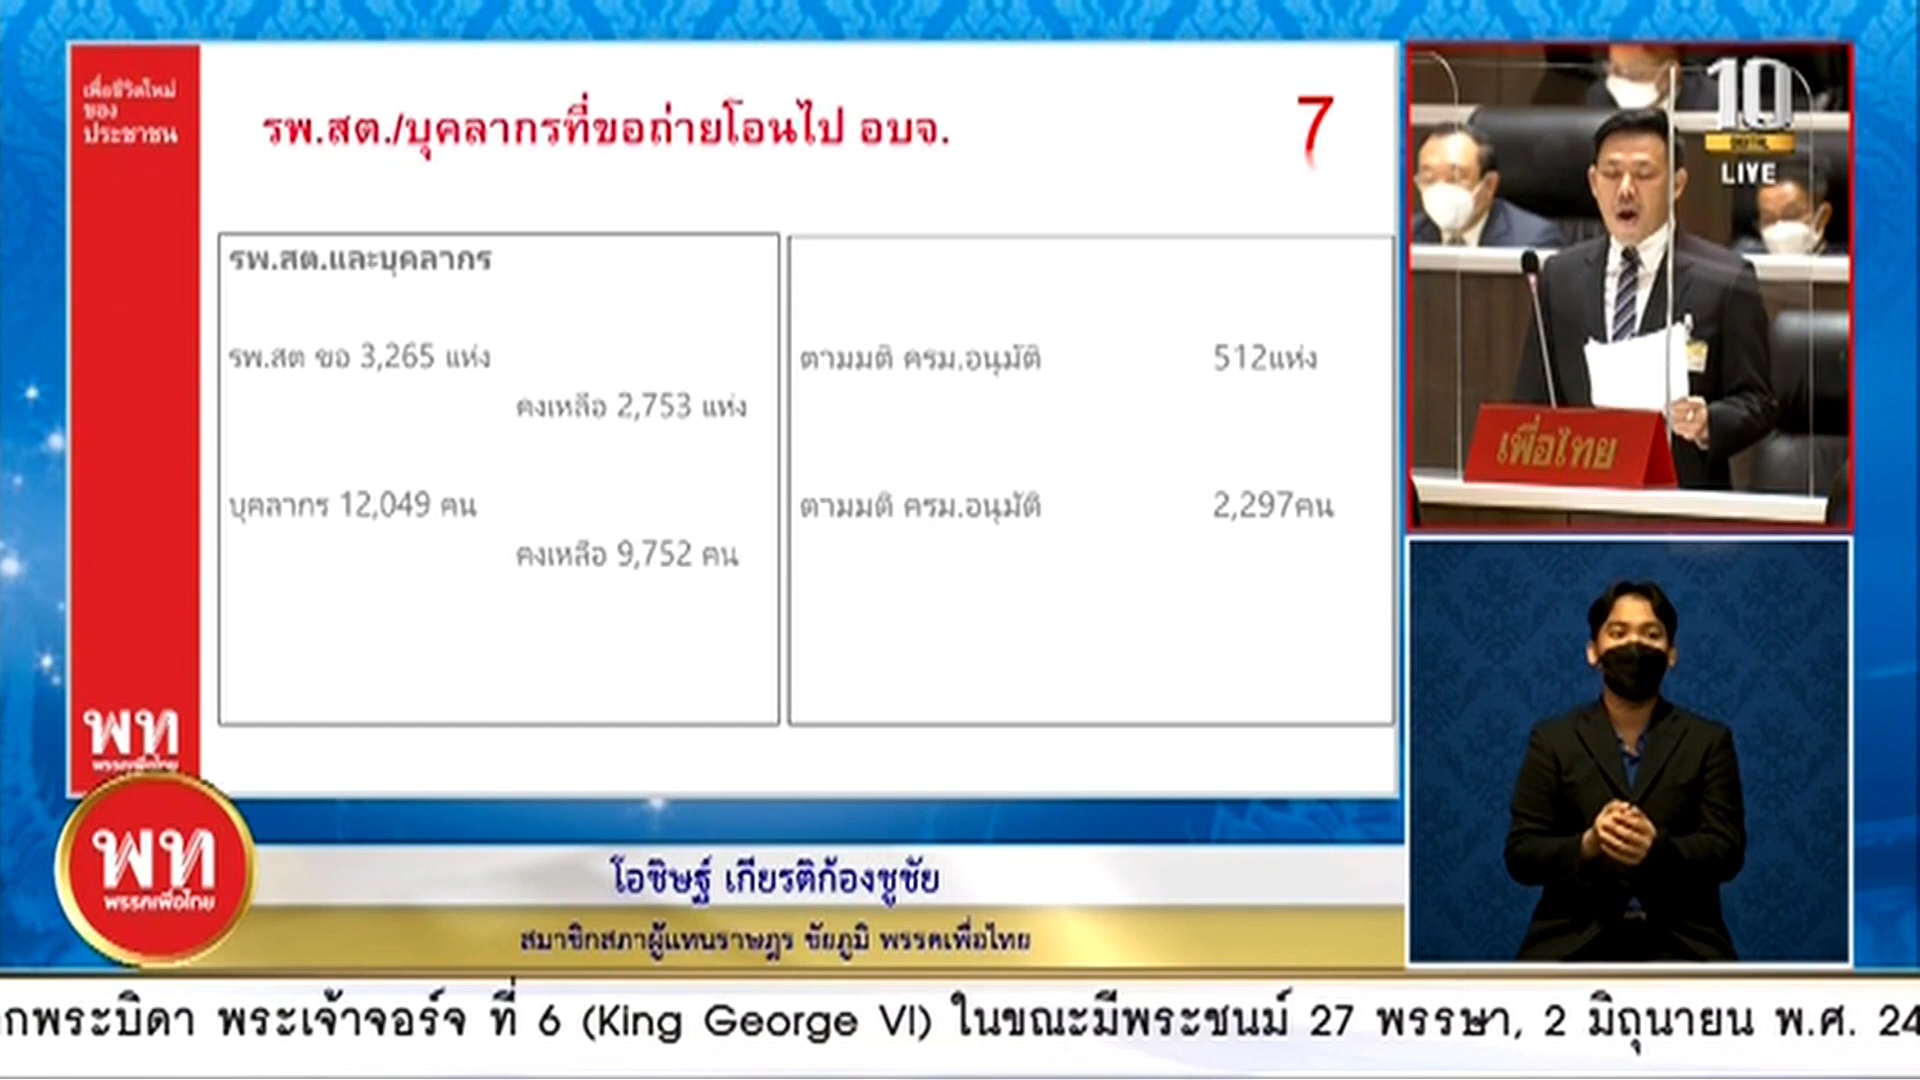 เพื่อชีวิตใหม่
ของ
ประชาชน
รพ.สต./บุคลากรที่ขอถ่ายโอนไป อบจ.
7
รพ.สต.และบุคลากร
รพ.สต ขอ 3,265 แห่ง
คงเหลือ 2,753 แห่ง
บุคลากร 12,049 คน
คงเหลือ 9,752 คน
ตามมติ ครม.อนุมัติ 512แห่ง
ตามมติ ครม.อนุมัติ 2,297คน
พท
พรรคเพื่อไทย
10
DIGITAL
LIVE
เพื่อไทย
พท
พรรคเพื่อไทย
โอชิษฐ์ เกียรติก้องชูชัย
สมาชิกสภาผู้แทนราษฎร ชัยภูมิ พรรคเพื่อไทย
กพระบิดา พระเจ้าจอร์จ ที่ 6 (King George VI) ในขณะมีพระชนม์ 27 พรรษา, 2 มิถุนายน พ.ศ. 24